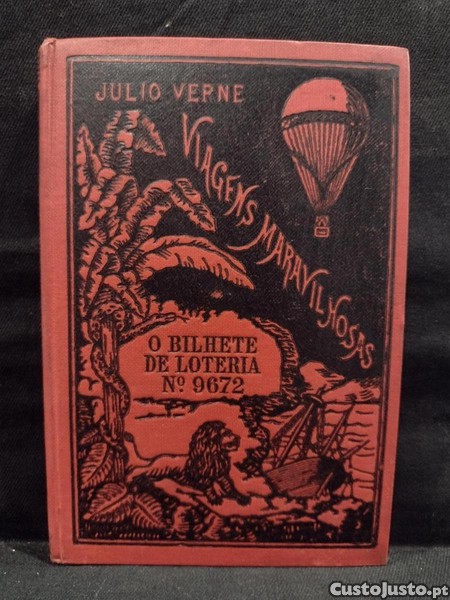 JULIO VERNE
VIAGENS MARAVILHOSAS
O BILHETE
DE LOTERIA
Nº 9672
CustoJusto.pt